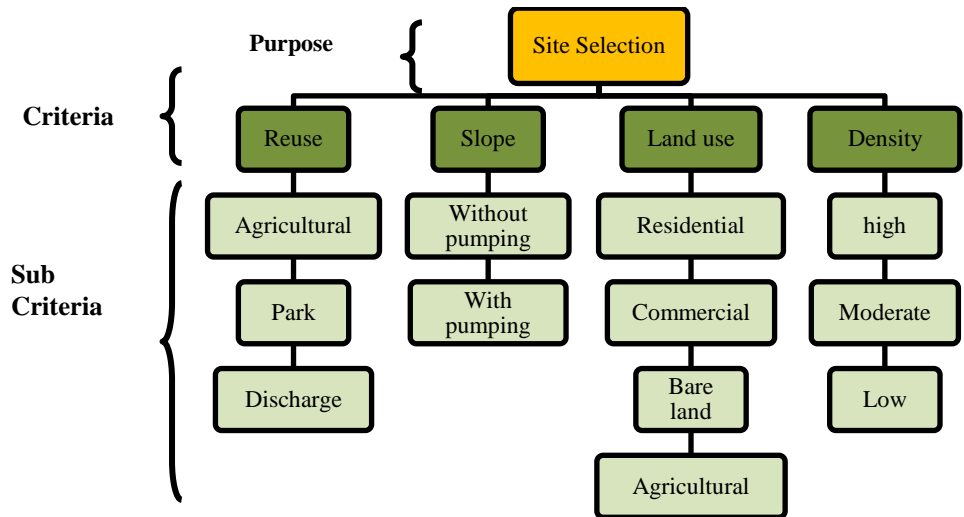 Purpose
Site Selection
Criteria
Reuse
Slope
Land use
Density
Sub
Criteria
Agricultural
Without
pumping
Residential
high
Park
With
pumping
Commercial
Moderate
Discharge
Bare
land
Low
Agricultural